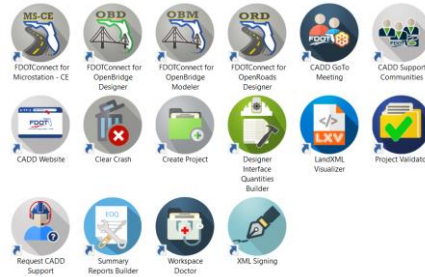 MS-CE
OBD
OBM
ORD
FDOTConnect for
Microstation - CE
FDOTConnect for
OpenBridge
Designer
FDOTConnect for
OpenBridge
Modeler
FDOTConnect for
OpenRoads
Designer
CADD GoTo
Meeting
CADD Support
Communities
FDOT
LXV
CADD Website
Clear Crash
Create Project
Designer
Interface
Quantities
Builder
LandXML
Visualizer
Project Validator
EOQ
Request CADD
Support
Summary
Reports Builder
Workspace
Doctor
XML Signing